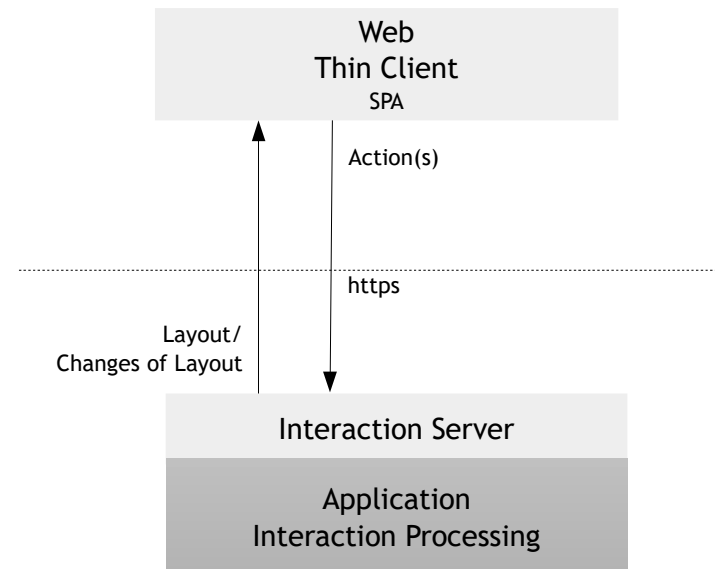 Web
Thin Client
SPA
Action(s)
https
Layout/
Changes of Layout
Interaction Server
Application
Interaction Processing